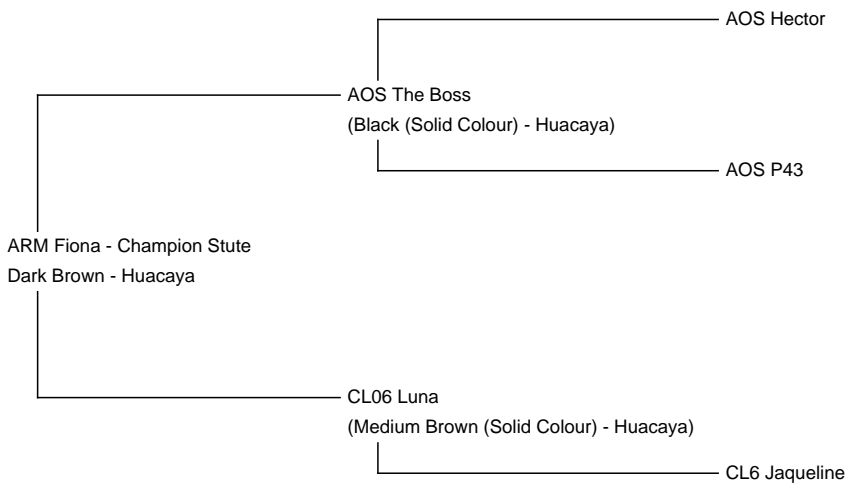 AOS Hector
AOS The Boss
(Black (Solid Colour) - Huacaya)
AOS P43
ARM Fiona - Champion Stute
Dark Brown - Huacaya
CL06 Luna
(Medium Brown (Solid Colour) - Huacaya)
CL6 Jaqueline